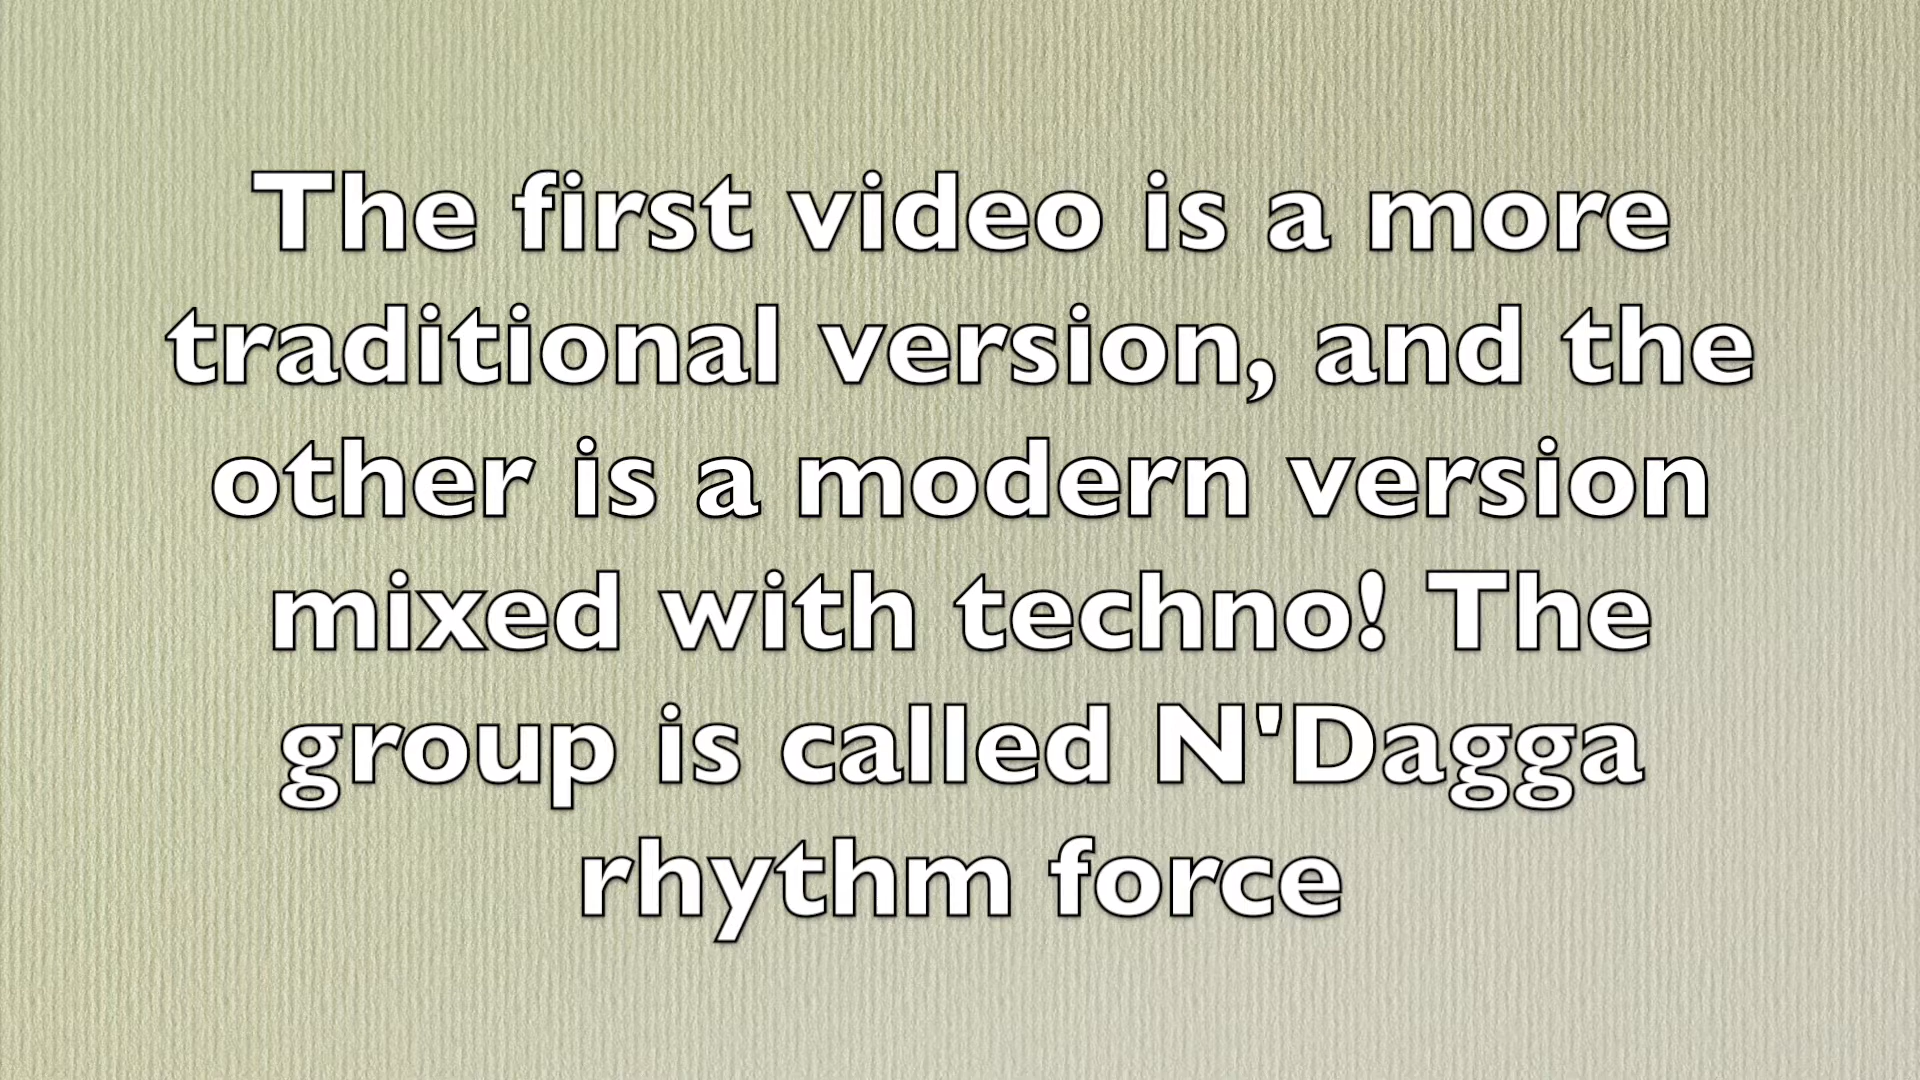 The first video is a more
traditional version, and the
other is a modern version
mixed with techno! The
group is called N'Dagga
rhythm force